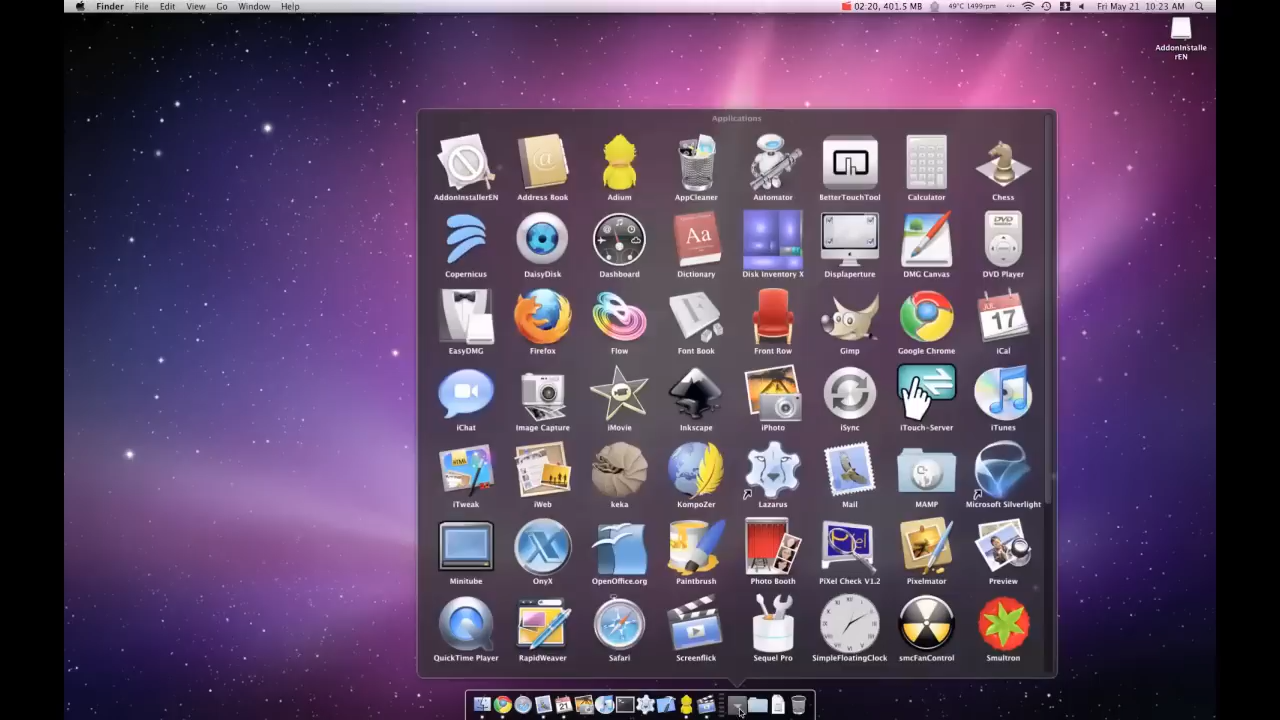 Finder File Edit View Go Window Help 02:20, 401.5 MB 49°C 1499rpm Fri May 21 10:23 AM
AddonInstalle
rEN
Applications
AddonInstallerEN Address Book Adium AppCleaner Automator BetterTouchTool Calculator Chess
Copernicus DaisyDisk Dashboard Dictionary Disk Inventory X Displaperture DMG Canvas DVD Player
EasyDMG Firefox Flow Font Book Front Row Gimp Google Chrome iCal
iChat Image Capture iMovie Inkscape iPhoto iSync iTouch-Server iTunes
iTweak iWeb keka KompoZer Lazarus Mail MAMP Microsoft Silverlight
Minitube OnyX OpenOffice.org Paintbrush Photo Booth PiXel Check V1.2 Pixelmator Preview
QuickTime Player RapidWeaver Safari Screenflick Sequel Pro SimpleFloatingClock smcFanControl Smultron